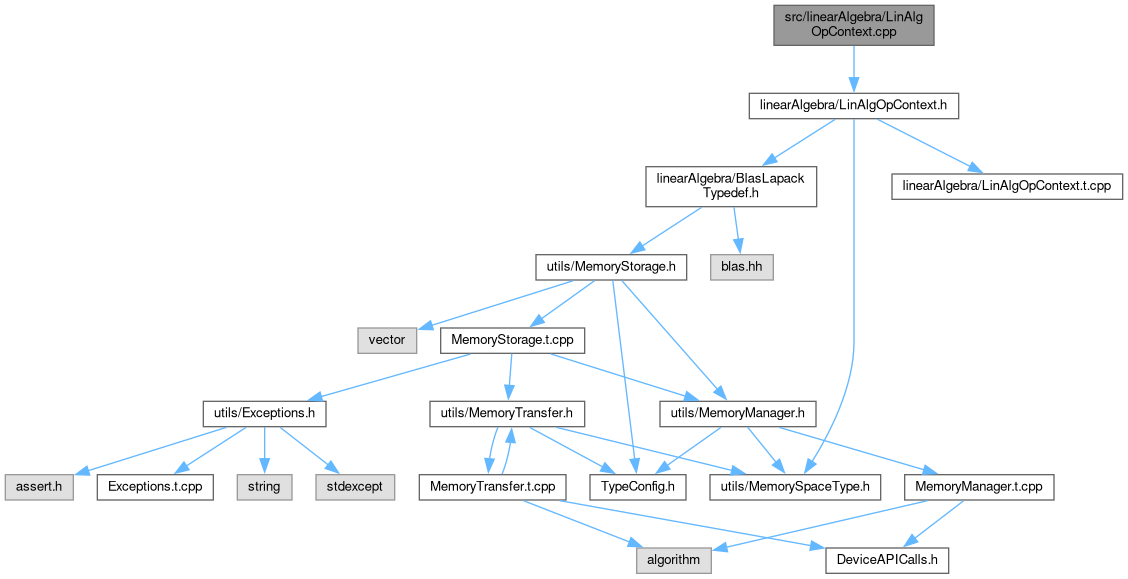 src/linearAlgebra/LinAlg
OpContext.cpp
linearAlgebra/LinAlgOpContext.h
linearAlgebra/BlasLapack
Typedef.h
linearAlgebra/LinAlgOpContext.t.cpp
utils/MemoryStorage.h
blas.hh
vector
MemoryStorage.t.cpp
utils/Exceptions.h
utils/MemoryTransfer.h
utils/MemoryManager.h
assert.h
Exceptions.t.cpp
string
stdexcept
MemoryTransfer.t.cpp
TypeConfig.h
utils/MemorySpaceType.h
MemoryManager.t.cpp
algorithm
DeviceAPICalls.h